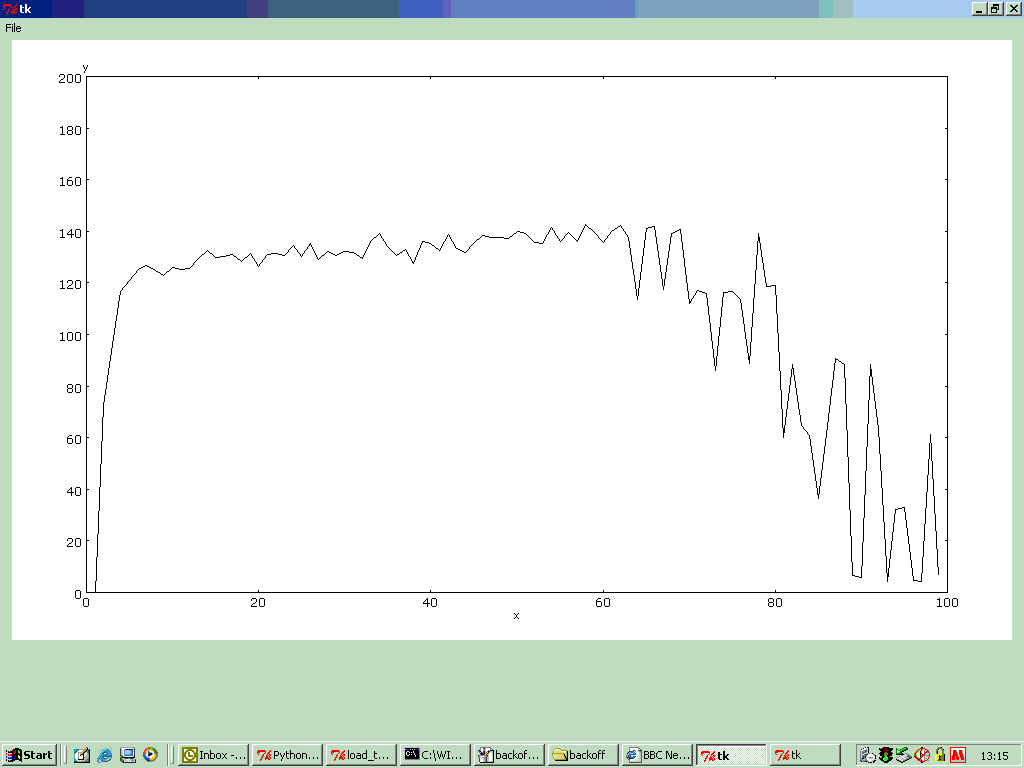 tk
File
y
200
180
160
140
120
100
80
60
40
20
0
0 20 40 60 80 100
x
Start Inbox -... Python... load_t... C:\WI... backof... backoff BBC Ne... tk tk 13:15